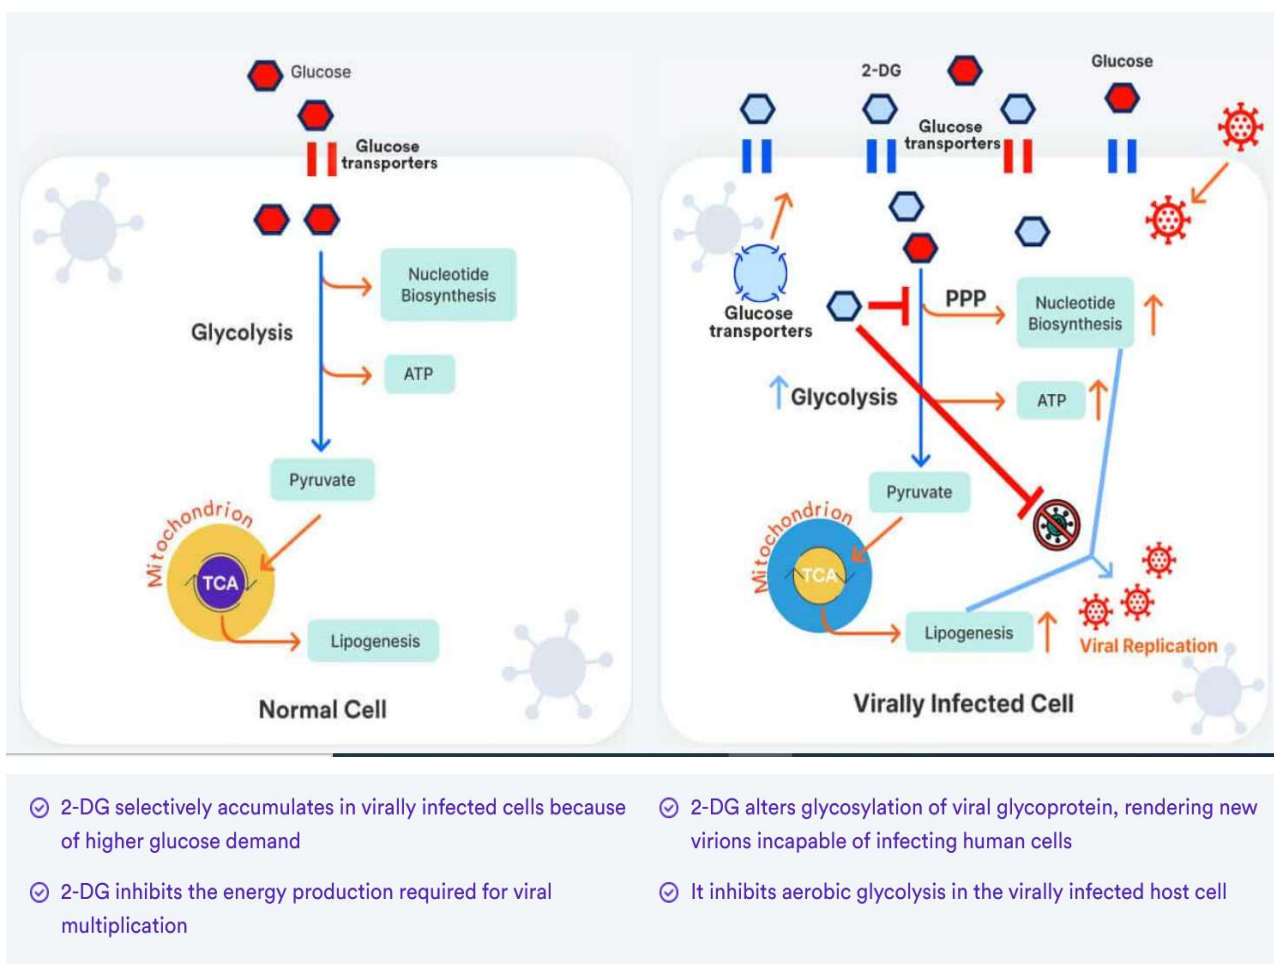 Glucose
Glucose
transporters
Nucleotide
Biosynthesis
Glycolysis
ATP
Pyruvate
Mitochondrion
TCA
Lipogenesis
Normal Cell
2-DG
Glucose
Glucose
transporters
Glucose
transporters
PPP
Nucleotide
Biosynthesis
Glycolysis
ATP
Pyruvate
Mitochondrion
TCA
Lipogenesis
Viral Replication
Virally Infected Cell
2-DG selectively accumulates in virally infected cells because
of higher glucose demand
2-DG inhibits the energy production required for viral
multiplication
2-DG alters glycosylation of viral glycoprotein, rendering new
virions incapable of infecting human cells
It inhibits aerobic glycolysis in the virally infected host cell